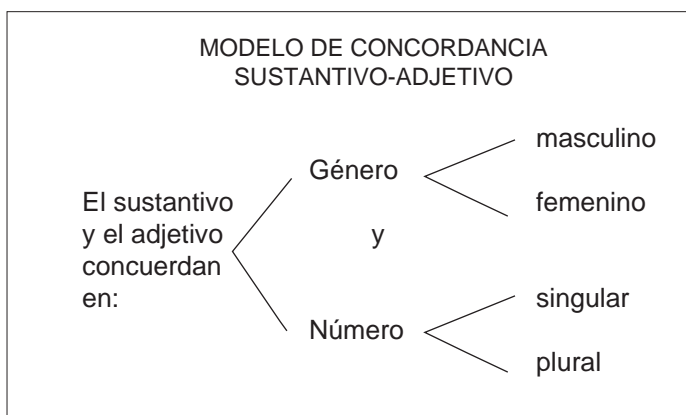 MODELO DE CONCORDANCIA
SUSTANTIVO-ADJETIVO
El sustantivo
y el adjetivo
concuerdan
en:
Género
masculino
femenino
y
Número
singular
plural